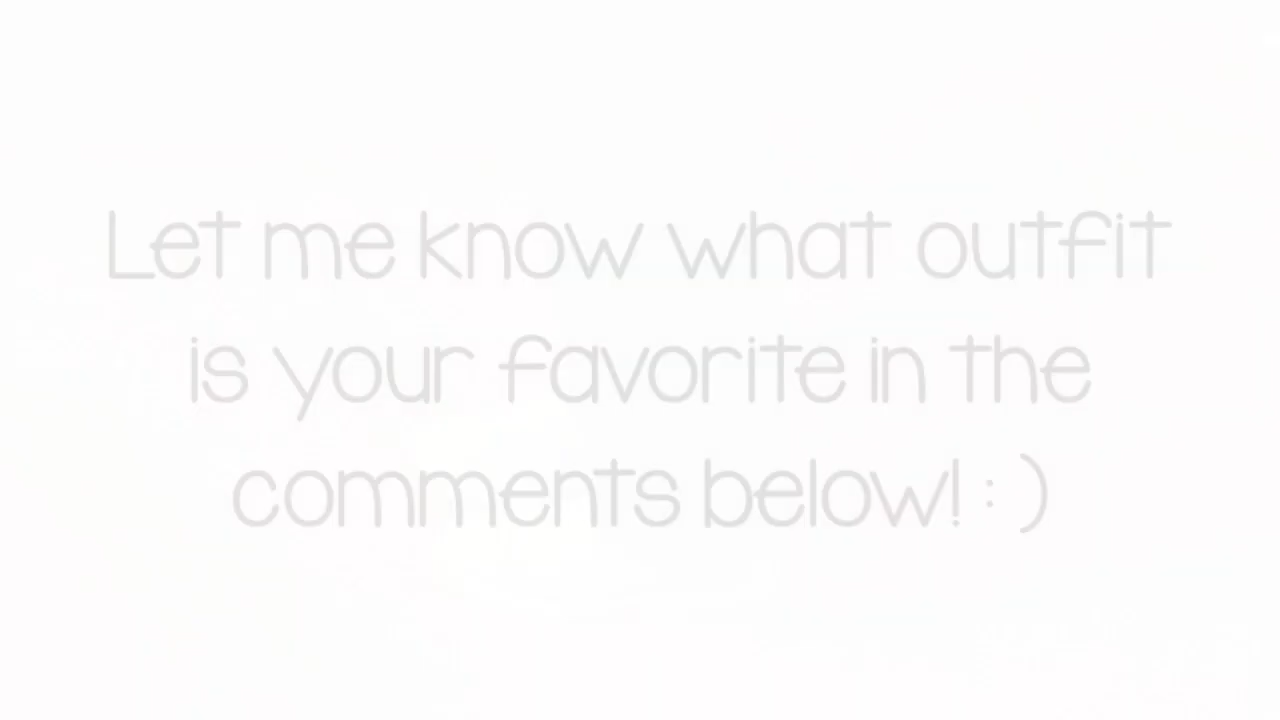 Let me know what outfit
is your favorite in the
comments below! : )